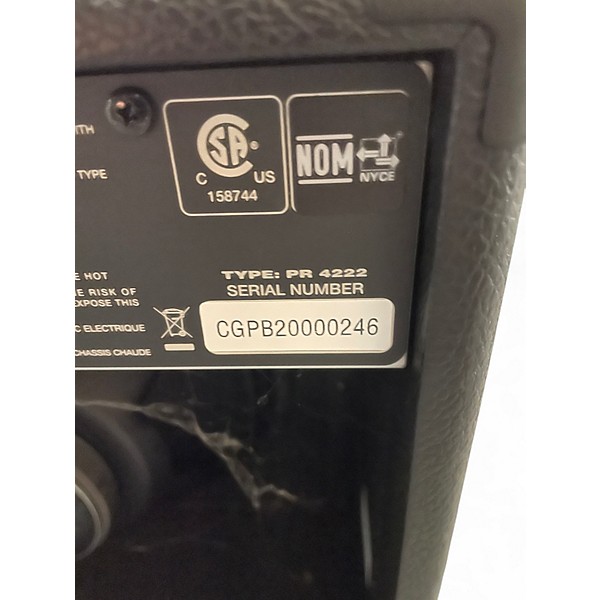 ITH
TYPE
CSA®
C US
158744
NOM
NYCE
E HOT
E RISK OF
EXPOSE THIS
C ELECTRIQUE
CHASSIS CHAUDE
TYPE: PR 4222
SERIAL NUMBER
CGPB20000246